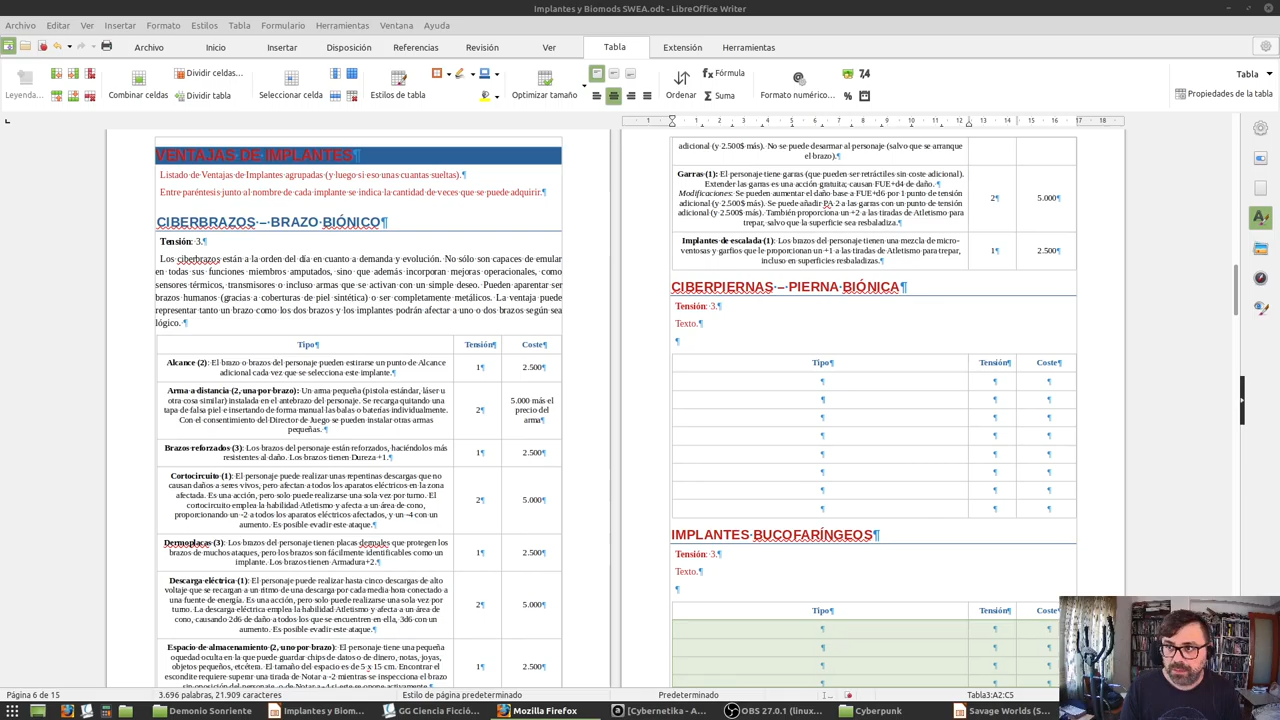 Implantes y Biomods SWEA.odt - LibreOffice Writer
Archivo Editar Ver Insertar Formato Estilos Tabla Formulario Herramientas Ventana Ayuda
Archivo Inicio Insertar Disposición Referencias Revisión Ver Tabla Extensión Herramientas
Leyenda... Combinar celdas Dividir celdas... Dividir tabla Seleccionar celda Estilos de tabla Optimizar tamaño Ordenar Fórmula Suma Formato numérico... Tabla Propiedades de la tabla
VENTAJAS DE IMPLANTES¶
Listado de Ventajas de Implantes agrupadas (y luego si eso unas cuantas sueltas).¶
Entre paréntesis junto al nombre de cada implante se indica la cantidad de veces que se puede adquirir.¶
CIBERBRAZOS – BRAZO BIÓNICO¶
Tensión: 3.¶
Los ciberbrazos están a la orden del día en cuanto a demanda y evolución. No sólo son capaces de emular
en todas sus funciones miembros amputados, sino que además incorporan mejoras operacionales, como
sensores térmicos, transmisores o incluso armas que se activan con un simple deseo. Pueden aparentar ser
brazos humanos (gracias a coberturas de piel sintética) o ser completamente metálicos. La ventaja puede
representar tanto un brazo como los dos brazos y los implantes podrán afectar a uno o dos brazos según sea
lógico. ¶
Tipo¶ Tensión¶ Coste¶
Alcance (2): El brazo o brazos del personaje pueden estirarse un punto de Alcance
adicional cada vez que se selecciona este implante.¶
1¶ 2.500¶
Arma a distancia (2, una por brazo): Un arma pequeña (pistola estándar, láser u
otra cosa similar) instalada en el antebrazo del personaje. Se recarga quitando una
tapa de falsa piel e insertando de forma manual las balas o baterías individualmente.
Con el consentimiento del Director de Juego se pueden instalar otras armas
pequeñas. ¶
2¶ 5.000 más el
precio del
arma¶
Brazos reforzados (3): Los brazos del personaje están reforzados, haciéndolos más
resistentes al daño. Los brazos tienen Dureza +1.¶
1¶ 2.500¶
Cortocircuito (1): El personaje puede realizar unas repentinas descargas que no
causan daños a seres vivos, pero afectan a todos los aparatos eléctricos en la zona
afectada. Es una acción, pero solo puede realizarse una sola vez por turno. El
cortocircuito emplea la habilidad Atletismo y afecta a un área de cono,
proporcionando un -2 a todos los aparatos eléctricos afectados, y un -4 con un
aumento. Es posible evadir este ataque.¶
2¶ 5.000¶
Dermoplacas (3): Los brazos del personaje tienen placas dermales que protegen los
brazos de muchos ataques, pero los brazos son fácilmente identificables como un
implante. Los brazos tienen Armadura+2.¶
1¶ 2.500¶
Descarga eléctrica (1): El personaje puede realizar hasta cinco descargas de alto
voltaje que se recargan a un ritmo de una descarga por cada media hora conectado a
una fuente de energía. Es una acción, pero solo puede realizarse una sola vez por
turno. La descarga eléctrica emplea la habilidad Atletismo y afecta a un área de
cono, causando 2d6 de daño a todos los que se encuentren en ella, 3d6 con un
aumento. Es posible evadir este ataque.¶
2¶ 5.000¶
Espacio de almacenamiento (2, uno por brazo): El personaje tiene una pequeña
oquedad oculta en la que puede guardar chips de datos o de dinero, notas, joyas,
objetos pequeños, etcétera. El tamaño del espacio es de 5 x 15 cm. Encontrar el
escondite requiere superar una tirada de Notar a -2 mientras se inspecciona el brazo
1¶ 2.500¶
adicional (y 2.500$ más). No se puede desarmar al personaje (salvo que se arranque
el brazo).¶
Garras (1): El personaje tiene garras (que pueden ser retráctiles sin coste adicional).
Extender las garras es una acción gratuita; causan FUE+d4 de daño. ¶
Modificaciones: Se pueden aumentar el daño base a FUE+d6 por 1 punto de tensión
adicional (y 2.500$ más). Se puede añadir PA 2 a las garras con un punto de tensión
adicional (y 2.500$ más). También proporciona un +2 a las tiradas de Atletismo para
trepar, salvo que la superficie sea resbaladiza.¶
2¶ 5.000¶
Implantes de escalada (1): Los brazos del personaje tienen una mezcla de micro-
ventosas y garfios que le proporcionan un +1 a las tiradas de Atletismo para trepar,
incluso en superficies resbaladizas.¶
1¶ 2.500¶
CIBERPIERNAS – PIERNA BIÓNICA¶
Tensión: 3.¶
Texto.¶
¶
Tipo¶ Tensión¶ Coste¶
IMPLANTES BUCOFARÍNGEOS¶
Tensión: 3.¶
Texto.¶
¶
Tipo¶ Tensión¶ Coste¶
Página 6 de 15 3.696 palabras, 21.909 caracteres Estilo de página predeterminado Predeterminado Tabla3:A2:C5
Demonio Sonriente Implantes y Biom... GG Ciencia Ficció... Mozilla Firefox [Cybernetika - A... OBS 27.0.1 (linux... Cyberpunk Savage Worlds (S...